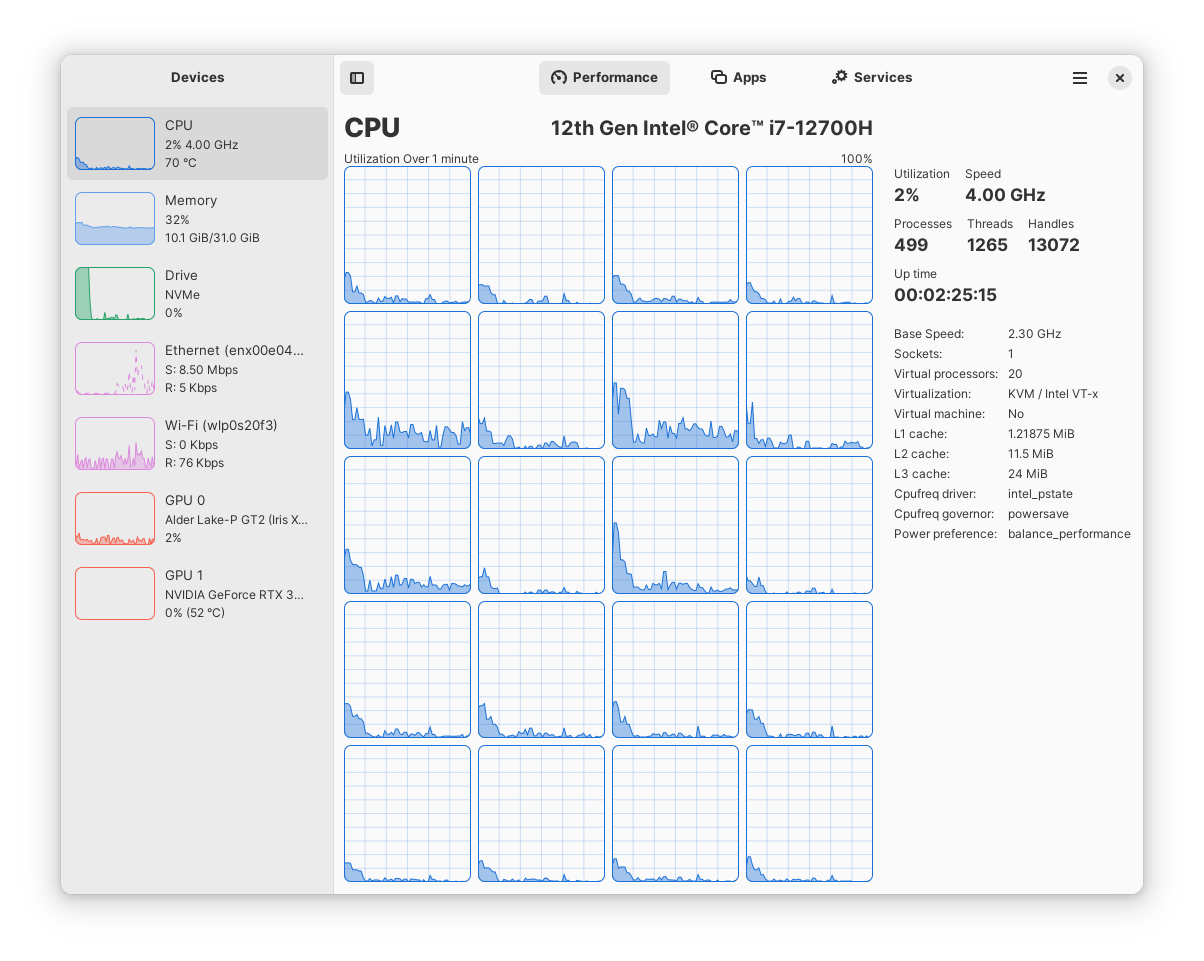 Devices
CPU
2% 4.00 GHz
70 °C
Memory
32%
10.1 GiB/31.0 GiB
Drive
NVMe
0%
Ethernet (enx00e04...
S: 8.50 Mbps
R: 5 Kbps
Wi-Fi (wlp0s20f3)
S: 0 Kbps
R: 76 Kbps
GPU 0
Alder Lake-P GT2 (Iris X...
2%
GPU 1
NVIDIA GeForce RTX 3...
0% (52 °C)
Performance
Apps
Services
CPU
12th Gen Intel® Core™ i7-12700H
Utilization Over 1 minute
100%
Utilization Speed
2% 4.00 GHz
Processes Threads Handles
499 1265 13072
Up time
00:02:25:15
Base Speed: 2.30 GHz
Sockets: 1
Virtual processors: 20
Virtualization: KVM / Intel VT-x
Virtual machine: No
L1 cache: 1.21875 MiB
L2 cache: 11.5 MiB
L3 cache: 24 MiB
Cpufreq driver: intel_pstate
Cpufreq governor: powersave
Power preference: balance_performance